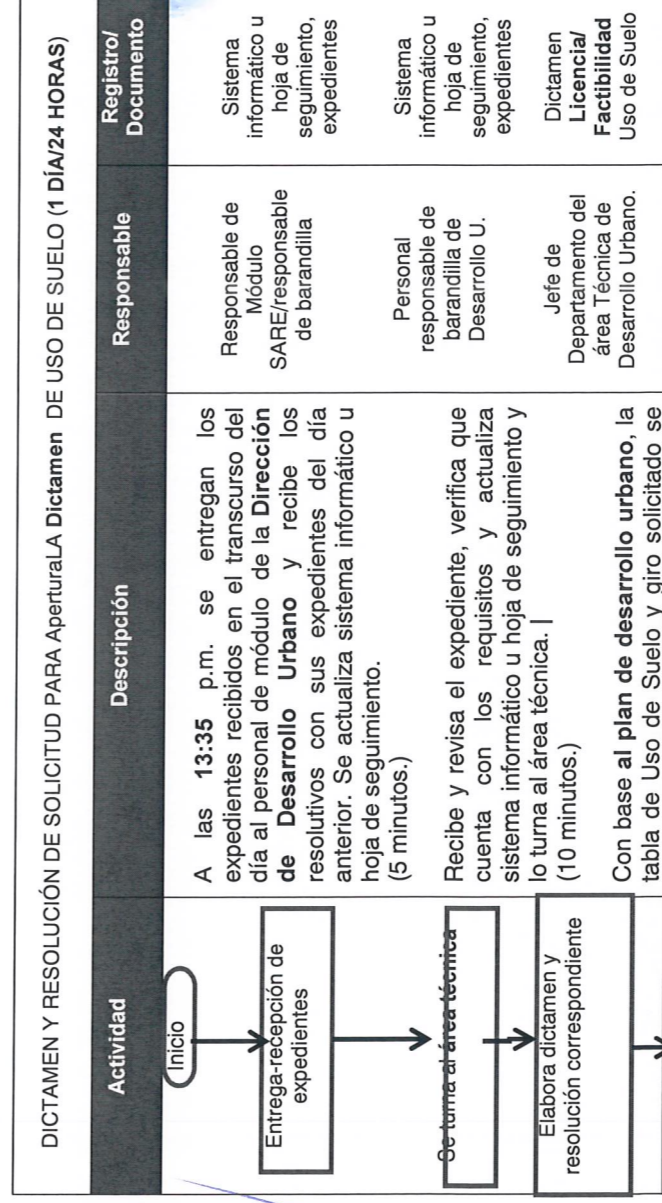 DICTAMEN Y RESOLUCIÓN DE SOLICITUD PARA AperturaLA Dictamen DE USO DE SUELO (1 DÍA/24 HORAS)
Actividad
Descripción
Responsable
Registro/
Documento
Inicio
Entrega-recepción de
expedientes
A las 13:35 p.m. se entregan los
expedientes recibidos en el transcurso del
día al personal de módulo de la Dirección
de Desarrollo Urbano y recibe los
resolutivos con sus expedientes del día
anterior. Se actualiza sistema informático u
hoja de seguimiento.
(5 minutos.)
Responsable de
Módulo
SARE/responsable
de barandilla
Sistema
informático u
hoja de
seguimiento,
expedientes
Se turna al área técnica
Recibe y revisa el expediente, verifica que
cuenta con los requisitos y actualiza
sistema informático u hoja de seguimiento y
lo turna al área técnica.
(10 minutos.)
Personal
responsable de
barandilla de
Desarrollo U.
Sistema
informático u
hoja de
seguimiento,
expedientes
Elabora dictamen y
resolución correspondiente
Con base al plan de desarrollo urbano, la
tabla de Uso de Suelo y giro solicitado se
Jefe de
Departamento del
área Técnica de
Desarrollo Urbano.
Dictamen
Licencia/
Factibilidad
Uso de Suelo